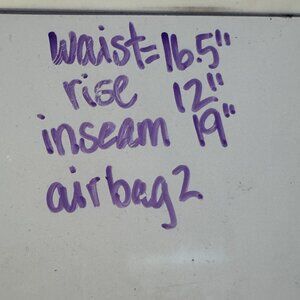 waist=16.5"
rise 12"
inseam 19"
airbag2